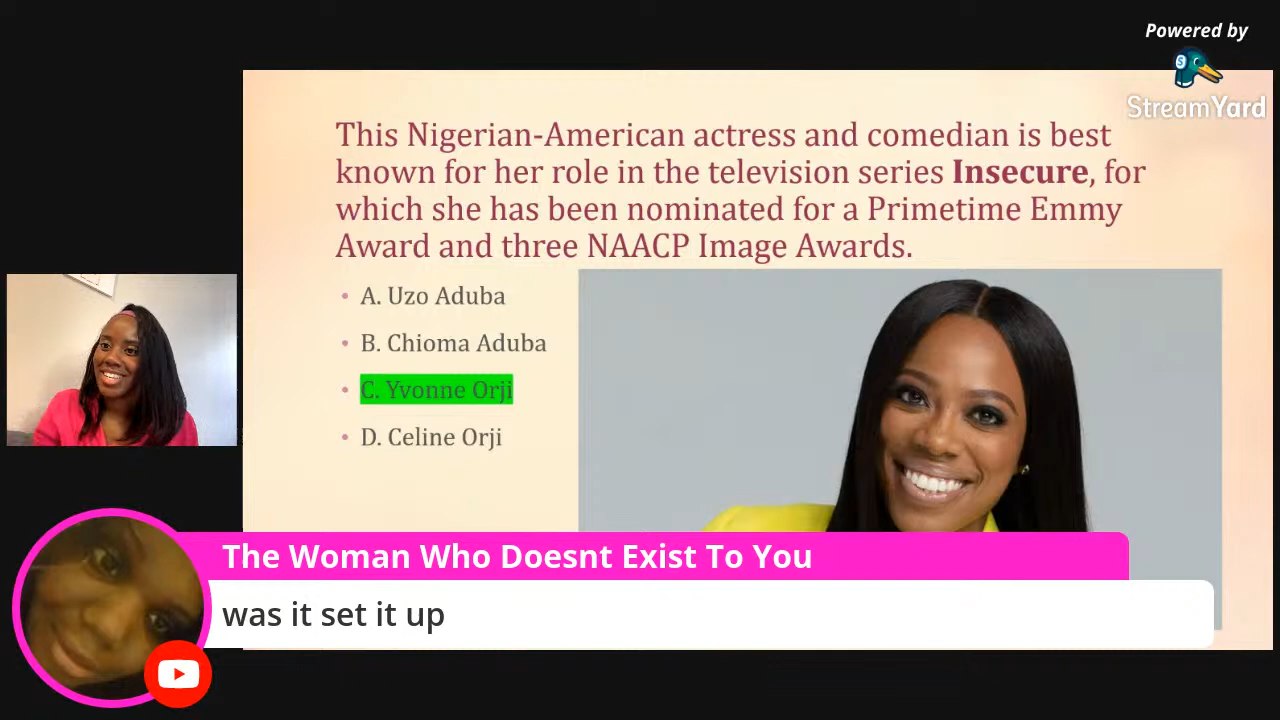 Powered by
StreamYard
This Nigerian-American actress and comedian is best
known for her role in the television series Insecure, for
which she has been nominated for a Primetime Emmy
Award and three NAACP Image Awards.
• A. Uzo Aduba
• B. Chioma Aduba
• C. Yvonne Orji
• D. Celine Orji
The Woman Who Doesnt Exist To You
was it set it up